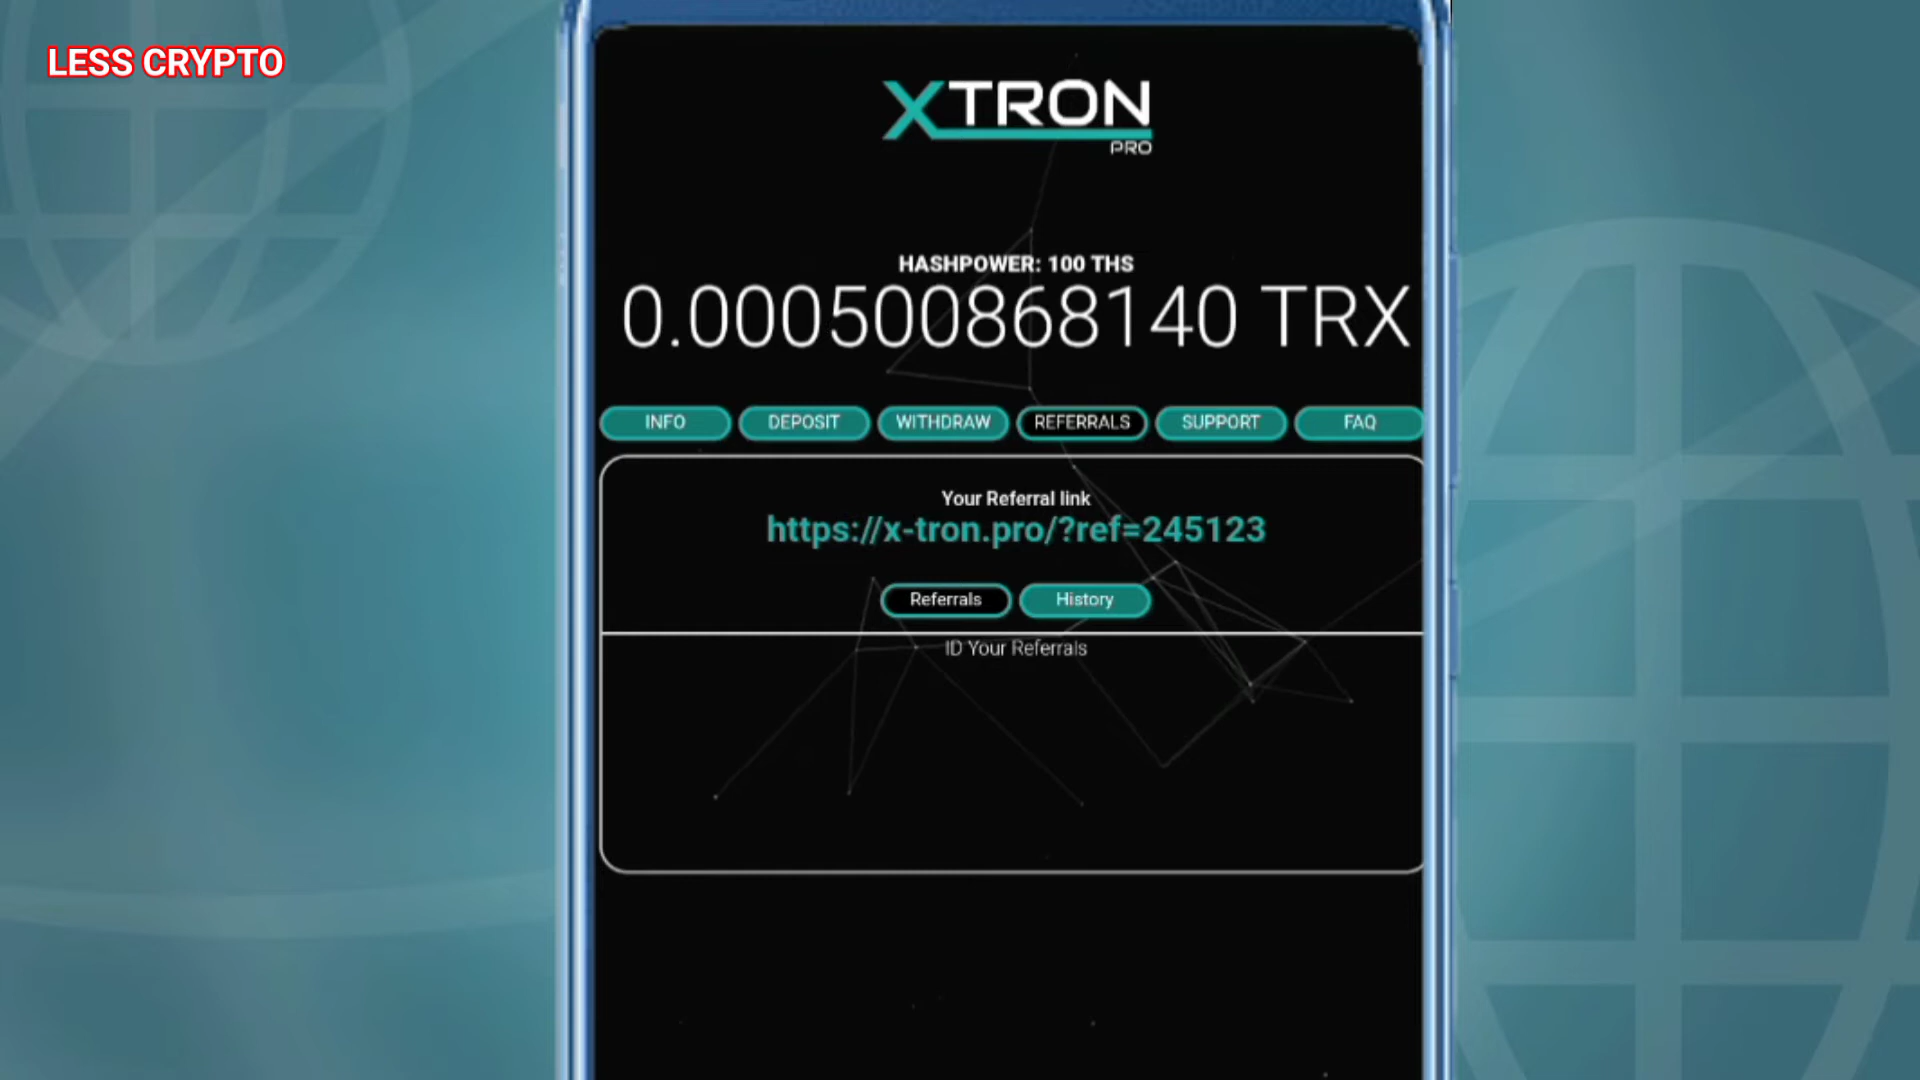 LESS CRYPTO
XTRON
PRO
HASHPOWER: 100 THS
0.000500868140 TRX
INFO DEPOSIT WITHDRAW REFERRALS SUPPORT FAQ
Your Referral link
https://x-tron.pro/?ref=245123
Referrals History
ID Your Referrals